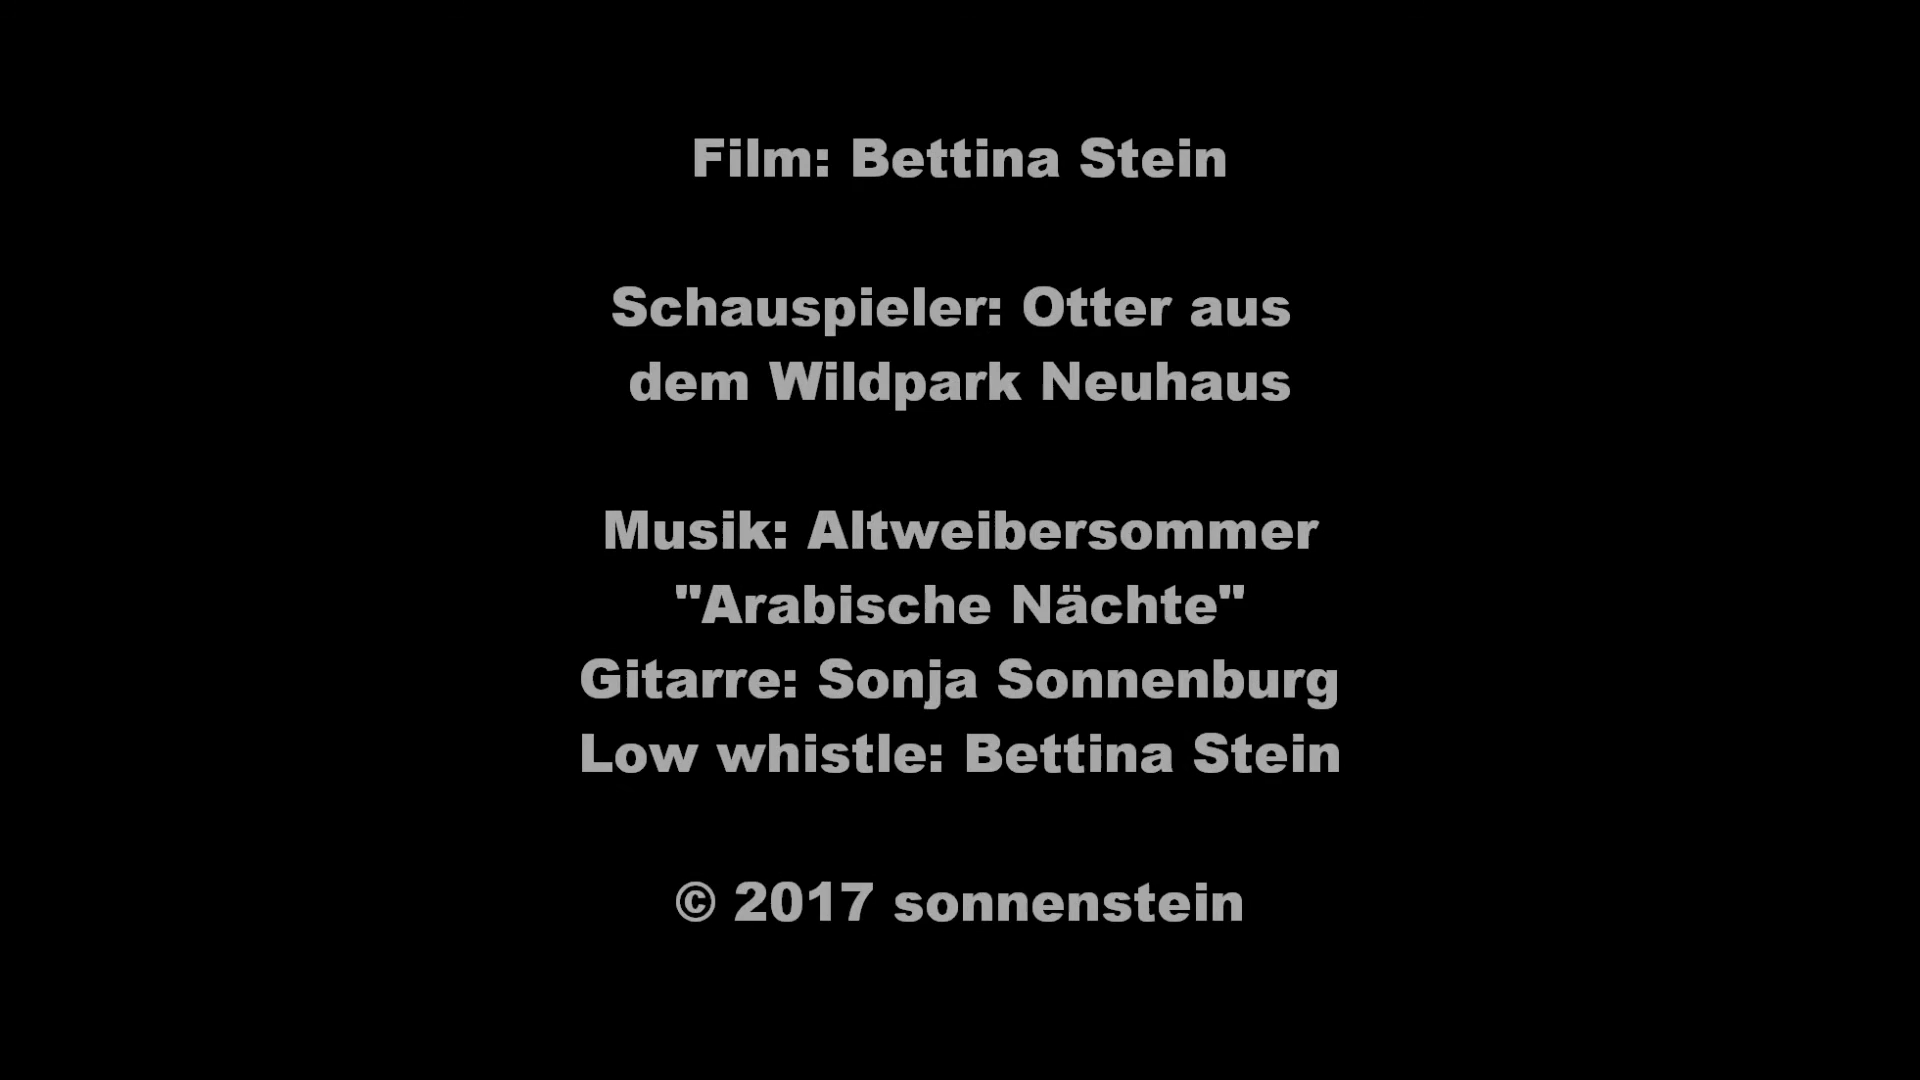 Film: Bettina Stein
Schauspieler: Otter aus
dem Wildpark Neuhaus
Musik: Altweibersommer
"Arabische Nächte"
Gitarre: Sonja Sonnenburg
Low whistle: Bettina Stein
© 2017 sonnenstein